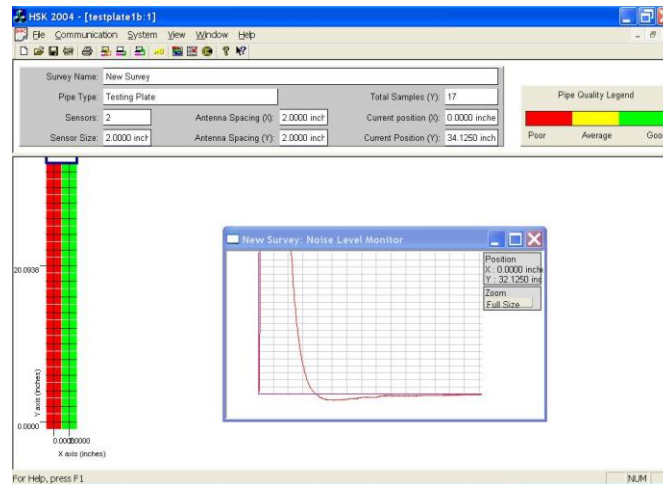 HSK 2004 - [testplate1b:1]
File Communication System View Window Help
Survey Name: New Survey
Pipe Type: Testing Plate
Total Samples (Y): 17
Sensors: 2
Antenna Spacing (X): 2.0000 inch
Current position (X): 0.0000 inche
Sensor Size: 2.0000 inch
Antenna Spacing (Y): 2.0000 inch
Current Position (Y): 34.1250 inch
Pipe Quality Legend
Poor Average Goo
New Survey: Noise Level Monitor
Position
X : 0.0000 inche
Y : 32.1250 inc
Zoom
Full Size
20.0938
Y axis (inches)
0.0000
X axis (inches)
For Help, press F1
NUM